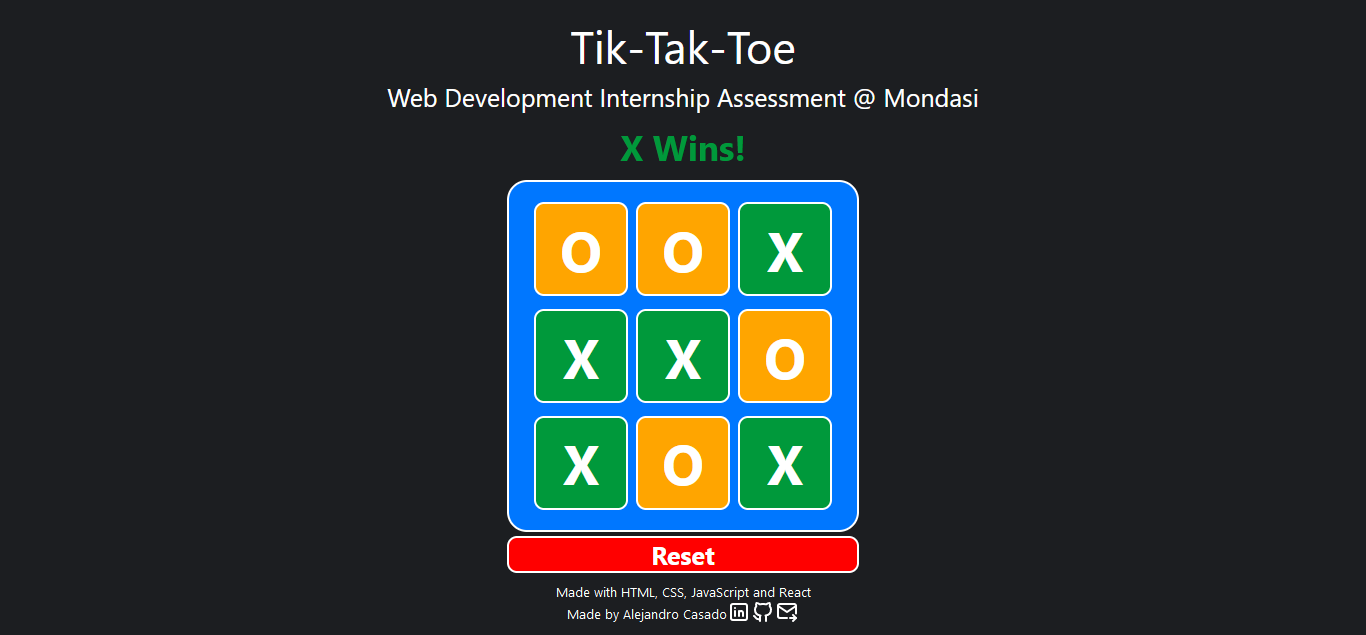 Tik-Tak-Toe
Web Development Internship Assessment @ Mondasi
X Wins!
O O X
X X O
X O X
Reset
Made with HTML, CSS, JavaScript and React
Made by Alejandro Casado in